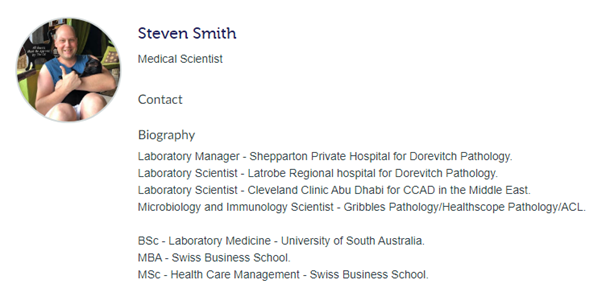 Steven Smith
Medical Scientist
Contact
Biography
Laboratory Manager - Shepparton Private Hospital for Dorevitch Pathology.
Laboratory Scientist - Latrobe Regional hospital for Dorevitch Pathology.
Laboratory Scientist - Cleveland Clinic Abu Dhabi for CCAD in the Middle East.
Microbiology and Immunology Scientist - Gribbles Pathology/Healthscope Pathology/ACL.
BSc - Laboratory Medicine - University of South Australia.
MBA - Swiss Business School.
MSc - Health Care Management - Swiss Business School.